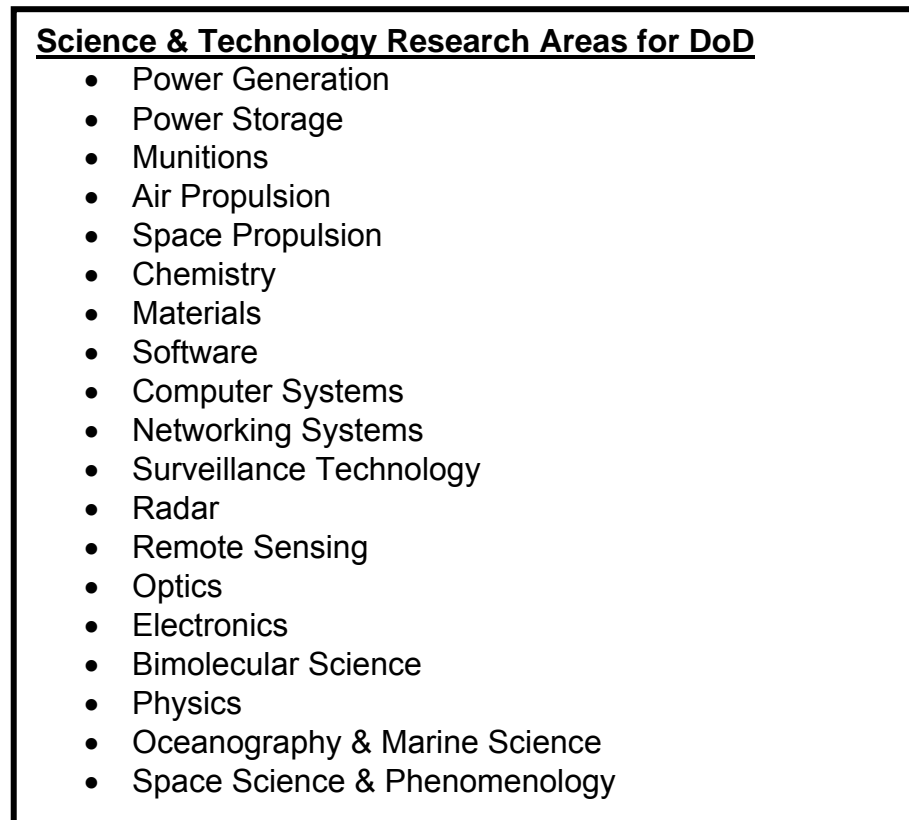 Science & Technology Research Areas for DoD
• Power Generation
• Power Storage
• Munitions
• Air Propulsion
• Space Propulsion
• Chemistry
• Materials
• Software
• Computer Systems
• Networking Systems
• Surveillance Technology
• Radar
• Remote Sensing
• Optics
• Electronics
• Bimolecular Science
• Physics
• Oceanography & Marine Science
• Space Science & Phenomenology